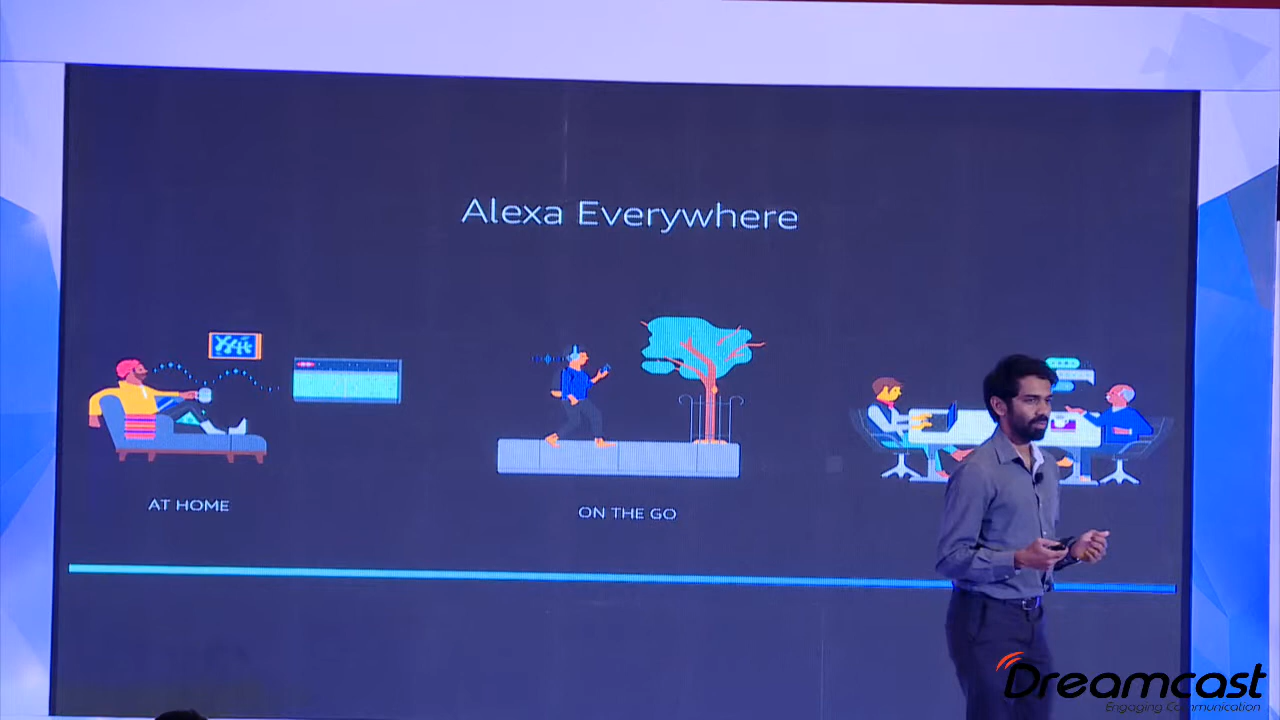 Alexa Everywhere
AT HOME
ON THE GO
Dreamcast
Engaging Communication